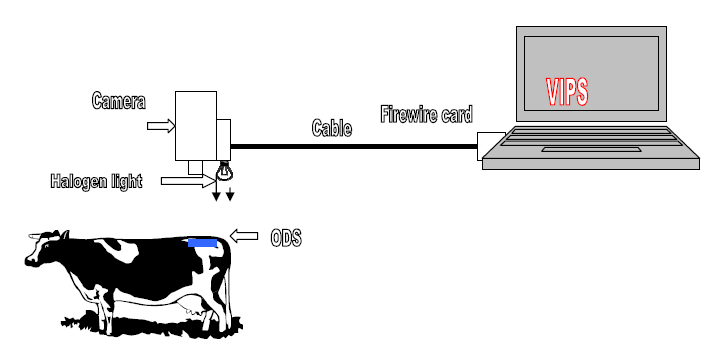 VIPS
Camera
Firewire card
Cable
Halogen light
ODS